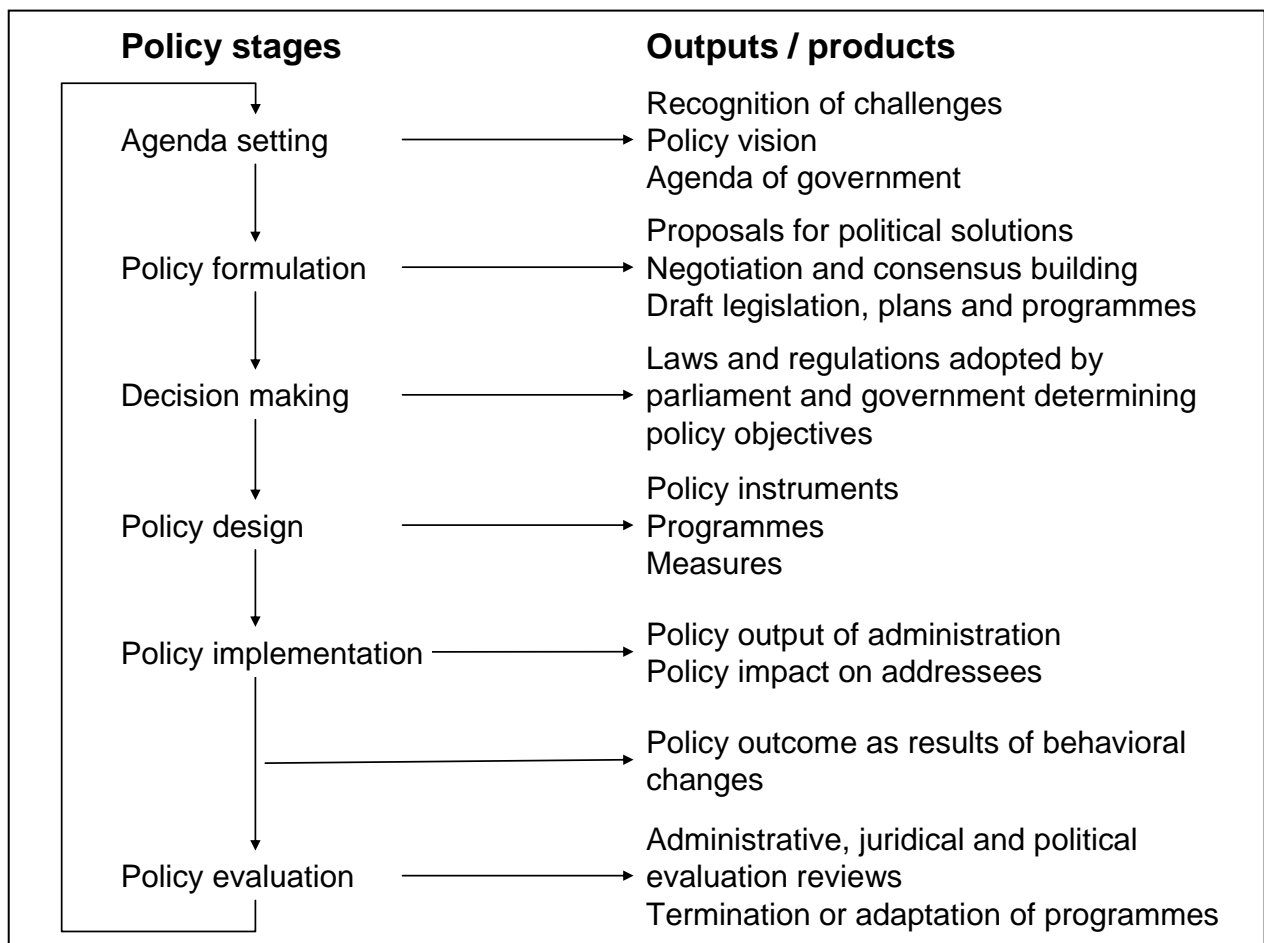 Policy stages
Outputs / products
Agenda setting
Recognition of challenges
Policy vision
Agenda of government
Policy formulation
Proposals for political solutions
Negotiation and consensus building
Draft legislation, plans and programmes
Decision making
Laws and regulations adopted by
parliament and government determining
policy objectives
Policy design
Policy instruments
Programmes
Measures
Policy implementation
Policy output of administration
Policy impact on addressees
Policy outcome as results of behavioral
changes
Policy evaluation
Administrative, juridical and political
evaluation reviews
Termination or adaptation of programmes